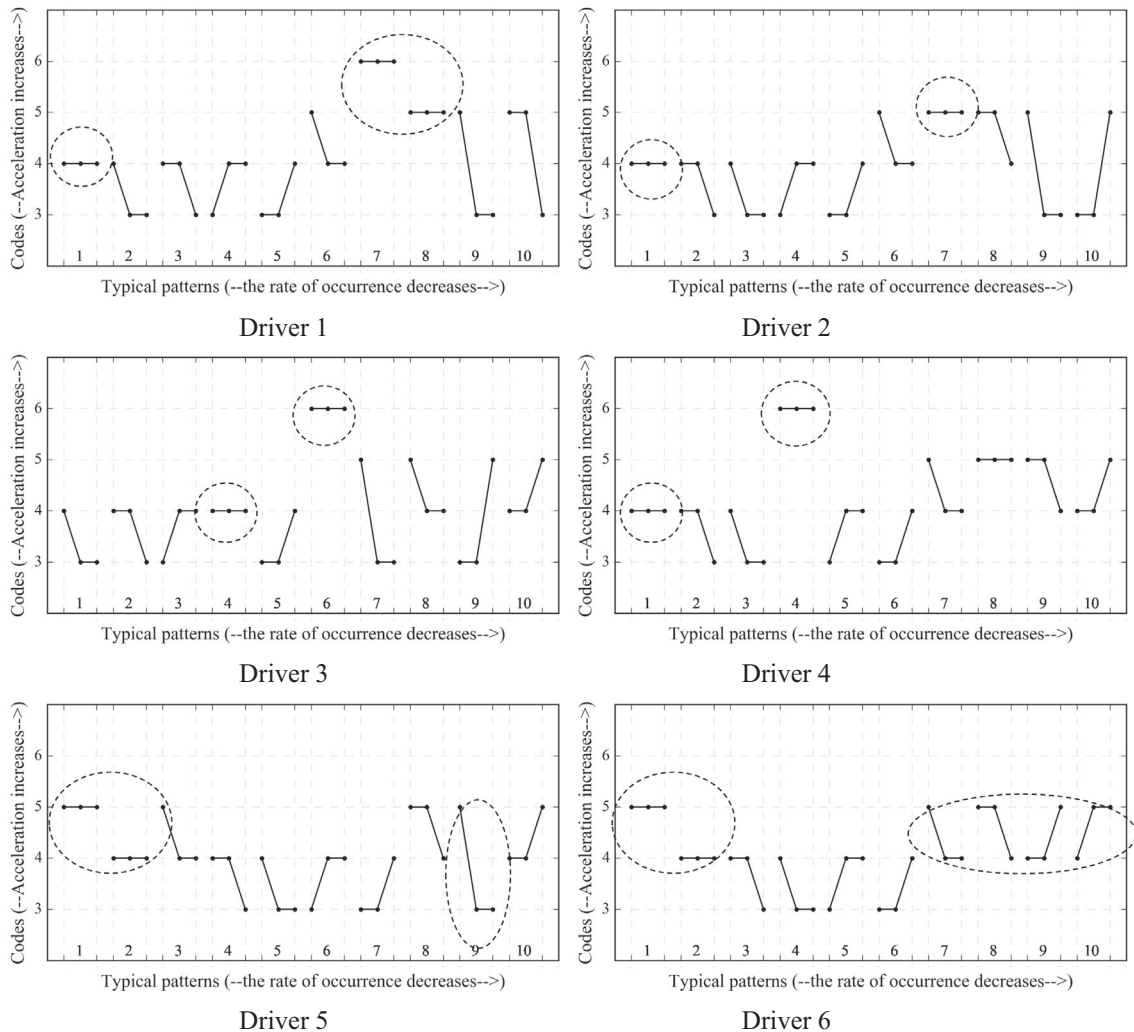 Codes (--Acceleration increases-->)
6
5
4
3
1 2 3 4 5 6 7 8 9 10
Typical patterns (--the rate of occurrence decreases-->)
Driver 1
Codes (--Acceleration increases-->)
6
5
4
3
1 2 3 4 5 6 7 8 9 10
Typical patterns (--the rate of occurrence decreases-->)
Driver 2
Codes (--Acceleration increases-->)
6
5
4
3
1 2 3 4 5 6 7 8 9 10
Typical patterns (--the rate of occurrence decreases-->)
Driver 3
Codes (--Acceleration increases-->)
6
5
4
3
1 2 3 4 5 6 7 8 9 10
Typical patterns (--the rate of occurrence decreases-->)
Driver 4
Codes (--Acceleration increases-->)
6
5
4
3
1 2 3 4 5 6 7 8 9 10
Typical patterns (--the rate of occurrence decreases-->)
Driver 5
Codes (--Acceleration increases-->)
6
5
4
3
1 2 3 4 5 6 7 8 9 10
Typical patterns (--the rate of occurrence decreases-->)
Driver 6